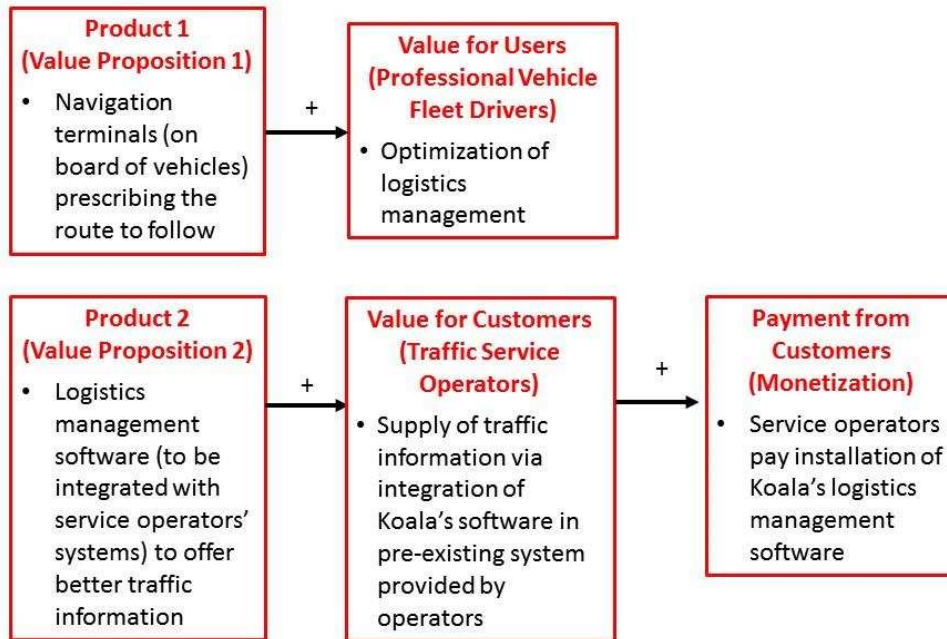 Product 1
(Value Proposition 1)
• Navigation
terminals (on
board of vehicles)
prescribing the
route to follow
+
Value for Users
(Professional Vehicle
Fleet Drivers)
• Optimization of
logistics
management
Product 2
(Value Proposition 2)
• Logistics
management
software (to be
integrated with
service operators’
systems) to offer
better traffic
information
+
Value for Customers
(Traffic Service
Operators)
• Supply of traffic
information via
integration of
Koala’s software in
pre-existing system
provided by
operators
+
Payment from
Customers
(Monetization)
• Service operators
pay installation of
Koala’s logistics
management
software